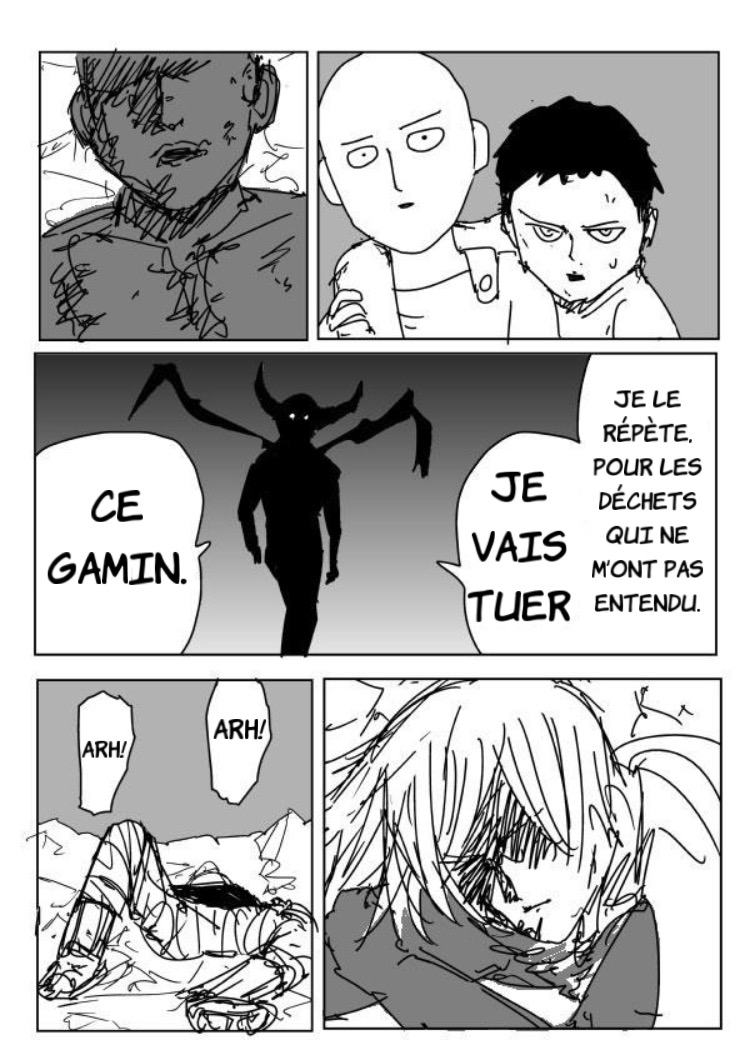 JE LE
RÉPÈTE,
POUR LES
DÉCHETS
QUI NE
M'ONT PAS
ENTENDU.
JE
VAIS
TUER
CE
GAMIN.
ARH!
ARH!